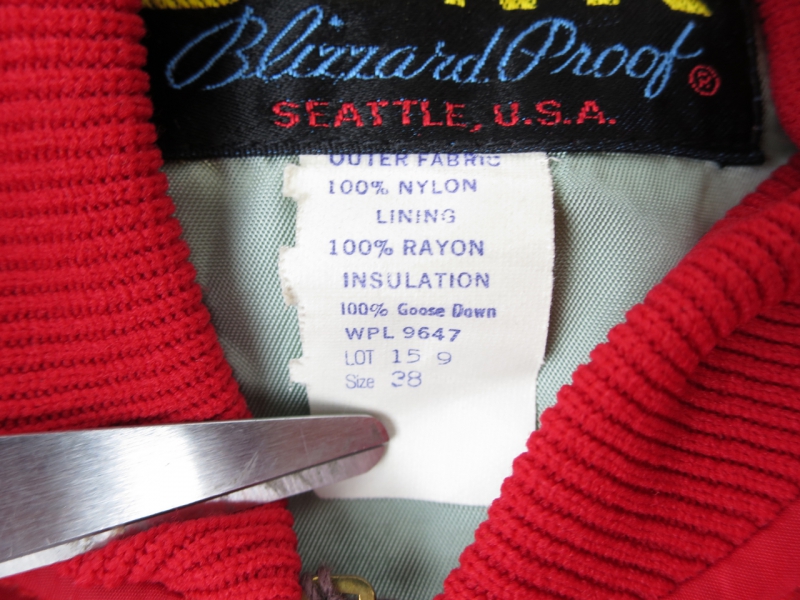 Blizzard Proof ®
SEATTLE, U.S.A.
OUTER FABRIC
100% NYLON
LINING
100% RAYON
INSULATION
100% Goose Down
WPL 9647
LOT 15 9
Size 38